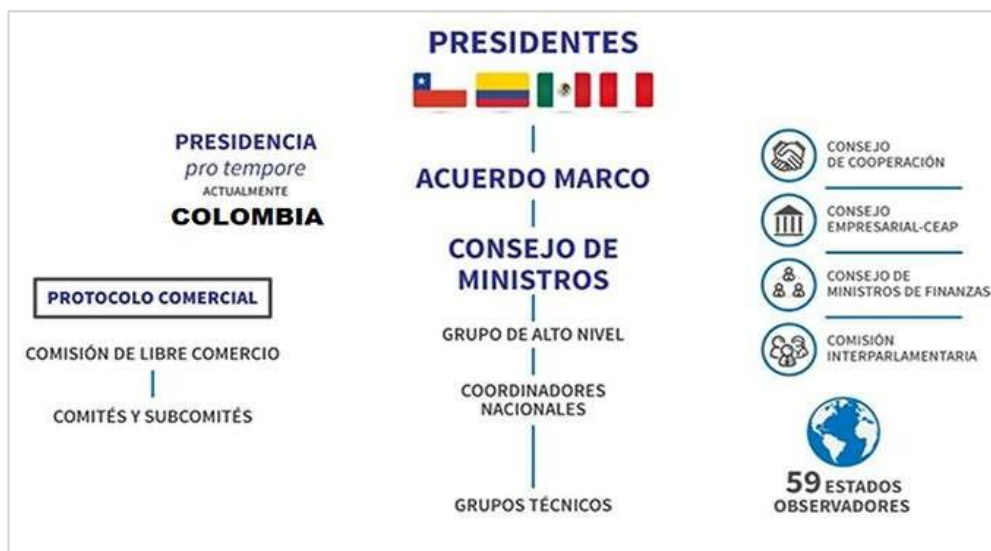 PRESIDENTES
PRESIDENCIA
pro tempore
ACTUALMENTE
COLOMBIA
PROTOCOLO COMERCIAL
COMISIÓN DE LIBRE COMERCIO
COMITÉS Y SUBCOMITÉS
ACUERDO MARCO
CONSEJO DE
MINISTROS
GRUPO DE ALTO NIVEL
COORDINADORES
NACIONALES
GRUPOS TÉCNICOS
CONSEJO
DE COOPERACIÓN
CONSEJO
EMPRESARIAL-CEAP
CONSEJO DE
MINISTROS DE FINANZAS
COMISIÓN
INTERPARLAMENTARIA
59 ESTADOS
OBSERVADORES